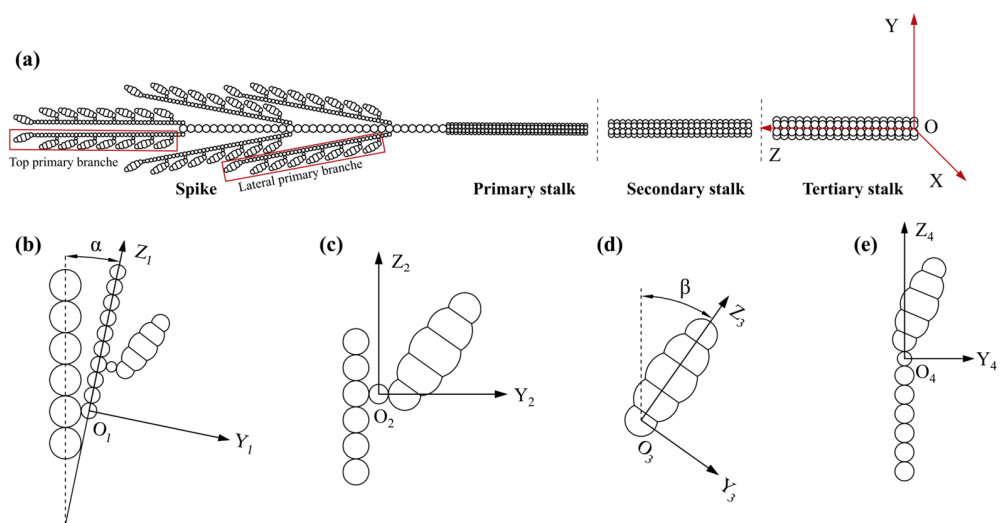 (a)
Y
O
Z
X
Top primary branche
Lateral primary branche
Spike
Primary stalk
Secondary stalk
Tertiary stalk
(b)
α
Z1
O1
Y1
(c)
Z2
O2
Y2
(d)
β
Z3
O3
Y3
(e)
Z4
O4
Y4